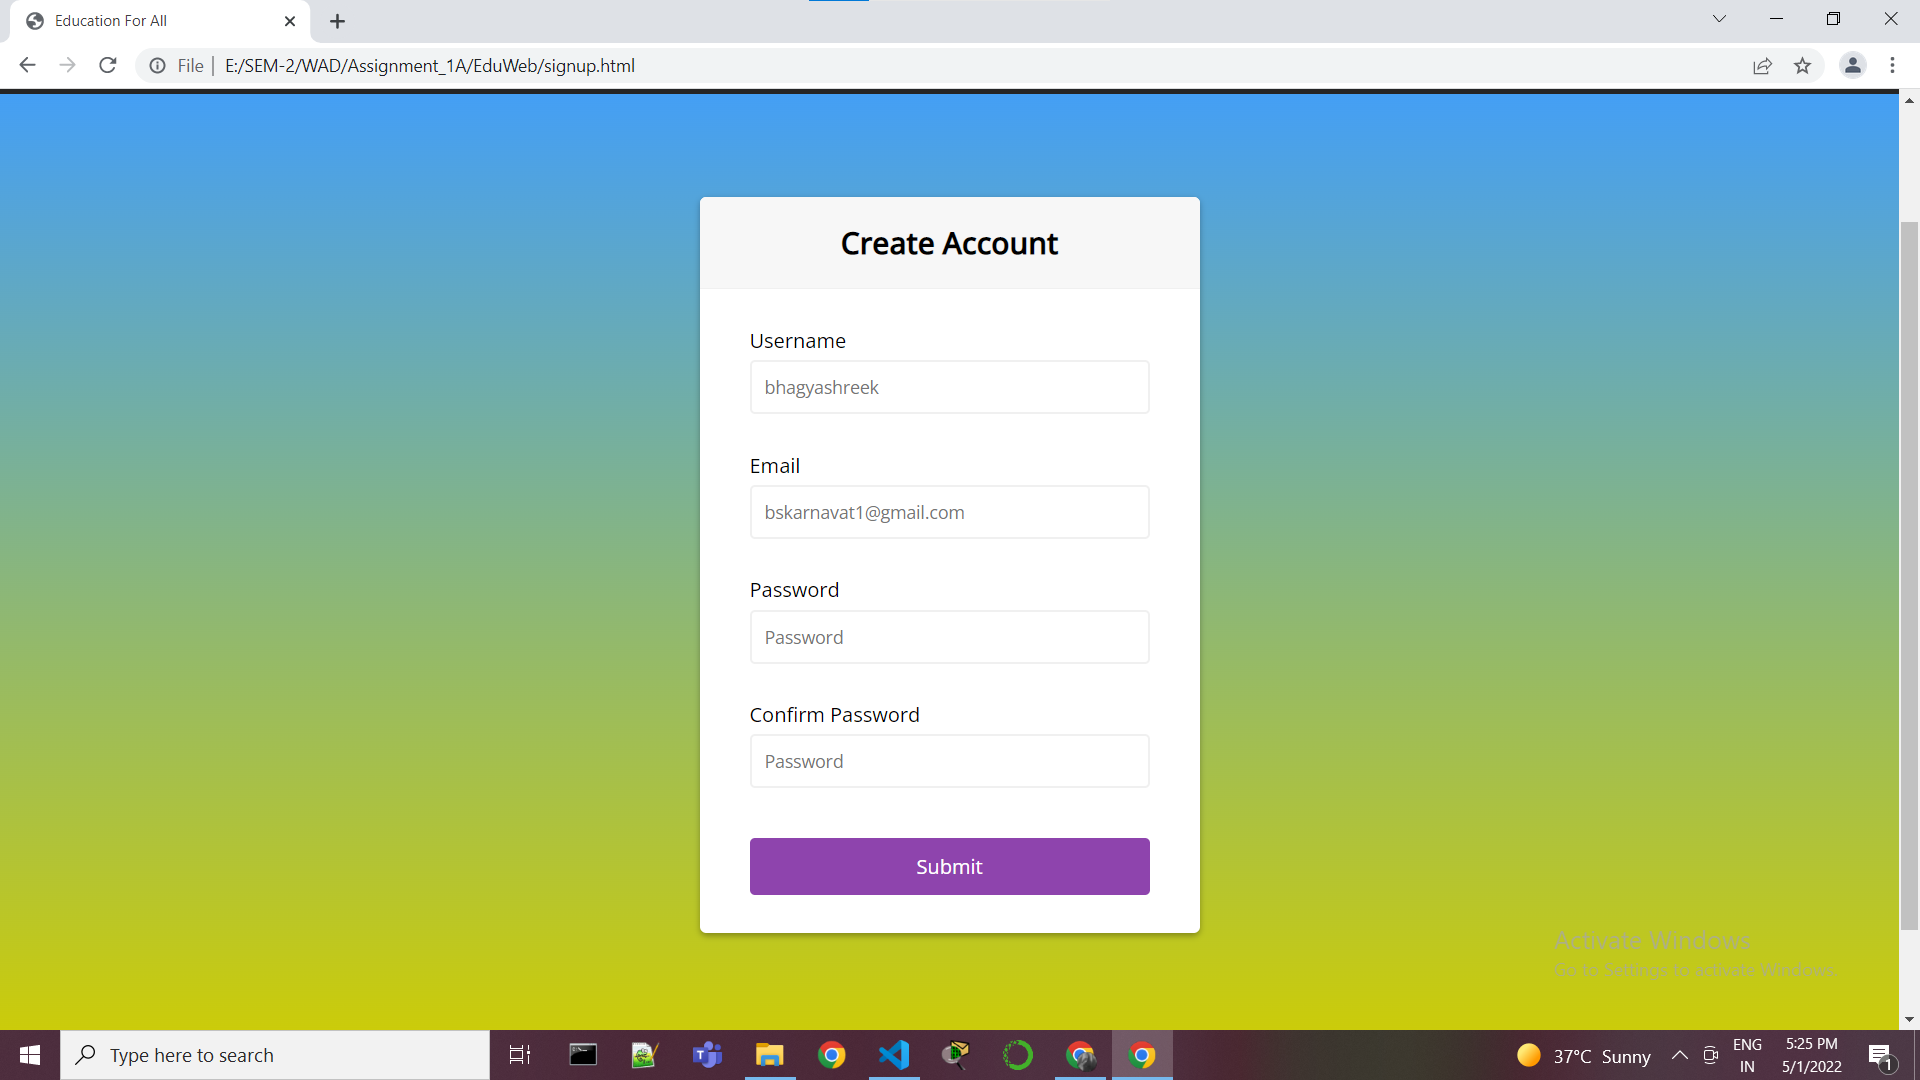 Education For All
File
E:/SEM-2/WAD/Assignment_1A/EduWeb/signup.html
Create Account
Username
bhagyashreek
Email
bskarnavat1@gmail.com
Password
Password
Confirm Password
Password
Submit
Activate Windows
Go to Settings to activate Windows.
Type here to search
37°C Sunny
ENG
IN
5:25 PM
5/1/2022
1